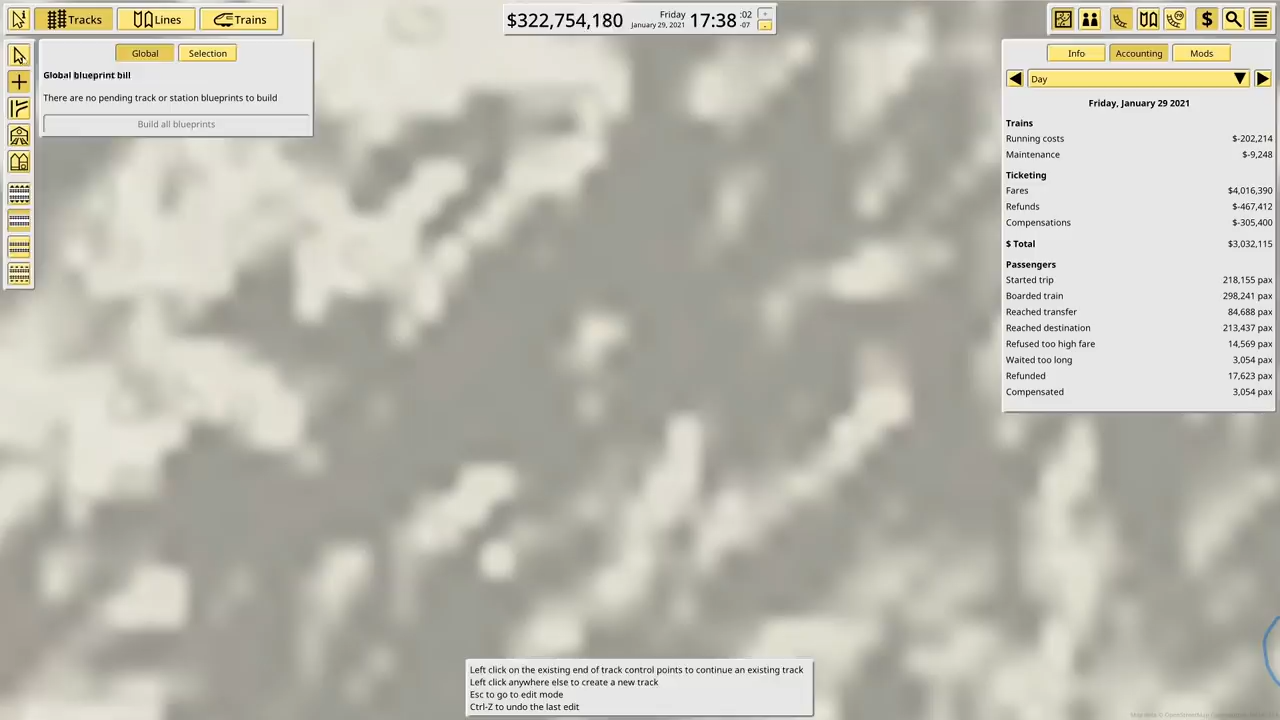 Tracks
Lines
Trains
$322,754,180
Friday
January 29, 2021
17:38
:02
-07
Global
Selection
Global blueprint bill
There are no pending track or station blueprints to build
Build all blueprints
Info
Accounting
Mods
Day
Friday, January 29 2021
Trains
Running costs $-202,214
Maintenance $-9,248
Ticketing
Fares $4,016,390
Refunds $-467,412
Compensations $-305,400
$ Total $3,032,115
Passengers
Started trip 218,155 pax
Boarded train 298,241 pax
Reached transfer 84,688 pax
Reached destination 213,437 pax
Refused too high fare 14,569 pax
Waited too long 3,054 pax
Refunded 17,623 pax
Compensated 3,054 pax
Left click on the existing end of track control points to continue an existing track
Left click anywhere else to create a new track
Esc to go to edit mode
Ctrl-Z to undo the last edit